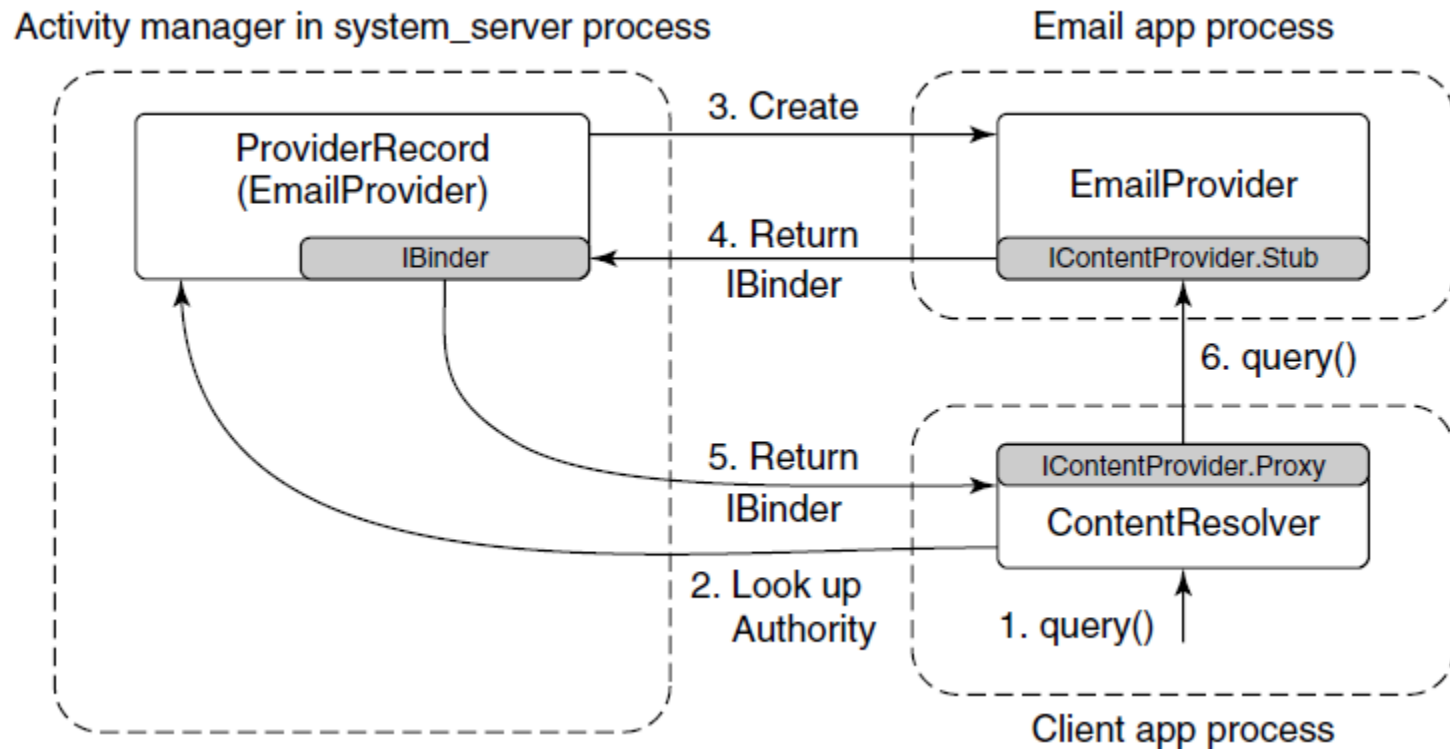 Activity manager in system_server process
Email app process
3. Create
ProviderRecord
(EmailProvider)
EmailProvider
4. Return
IBinder
IBinder
IContentProvider.Stub
6. query()
5. Return
IBinder
IContentProvider.Proxy
ContentResolver
2. Look up
Authority
1. query()
Client app process